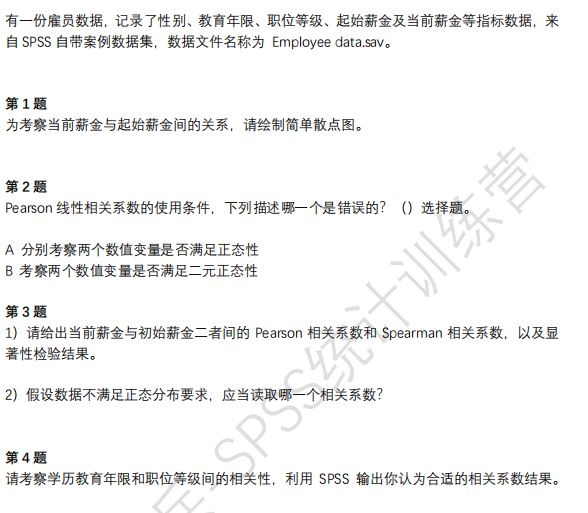 有一份雇员数据，记录了性别、教育年限、职位等级、起始薪金及当前薪金等指标数据，来
自 SPSS 自带案例数据集，数据文件名称为 Employee data.sav。
第 1 题
为考察当前薪金与起始薪金间的关系，请绘制简单散点图。
第 2 题
Pearson 线性相关系数的使用条件，下列描述哪一个是错误的？（）选择题。
A 分别考察两个数值变量是否满足正态性
B 考察两个数值变量是否满足二元正态性
第 3 题
1）请给出当前薪金与初始薪金二者间的 Pearson 相关系数和 Spearman 相关系数，以及显
著性检验结果。
2）假设数据不满足正态分布要求，应当读取哪一个相关系数？
第 4 题
请考察学历教育年限和职位等级间的相关性，利用 SPSS 输出你认为合适的相关系数结果。
SPSS统计训练营